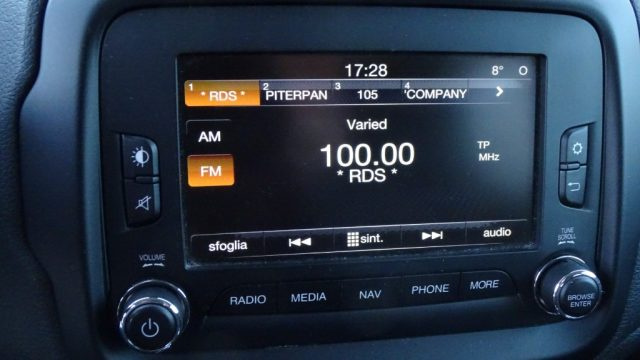 17:28 8° O
1 * RDS * 2 PITERPAN 3 105 4 'COMPANY
AM
Varied
100.00 TP
MHz
FM
* RDS *
sfoglia sint. audio
VOLUME
TUNE
SCROLL
RADIO MEDIA NAV PHONE MORE
BROWSE
ENTER